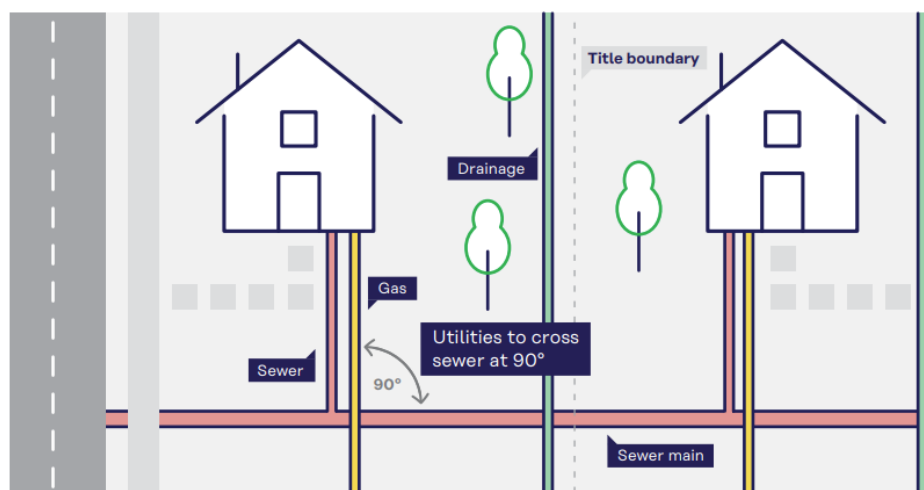 Title boundary
Drainage
Gas
Utilities to cross
sewer at 90°
Sewer
90°
Sewer main